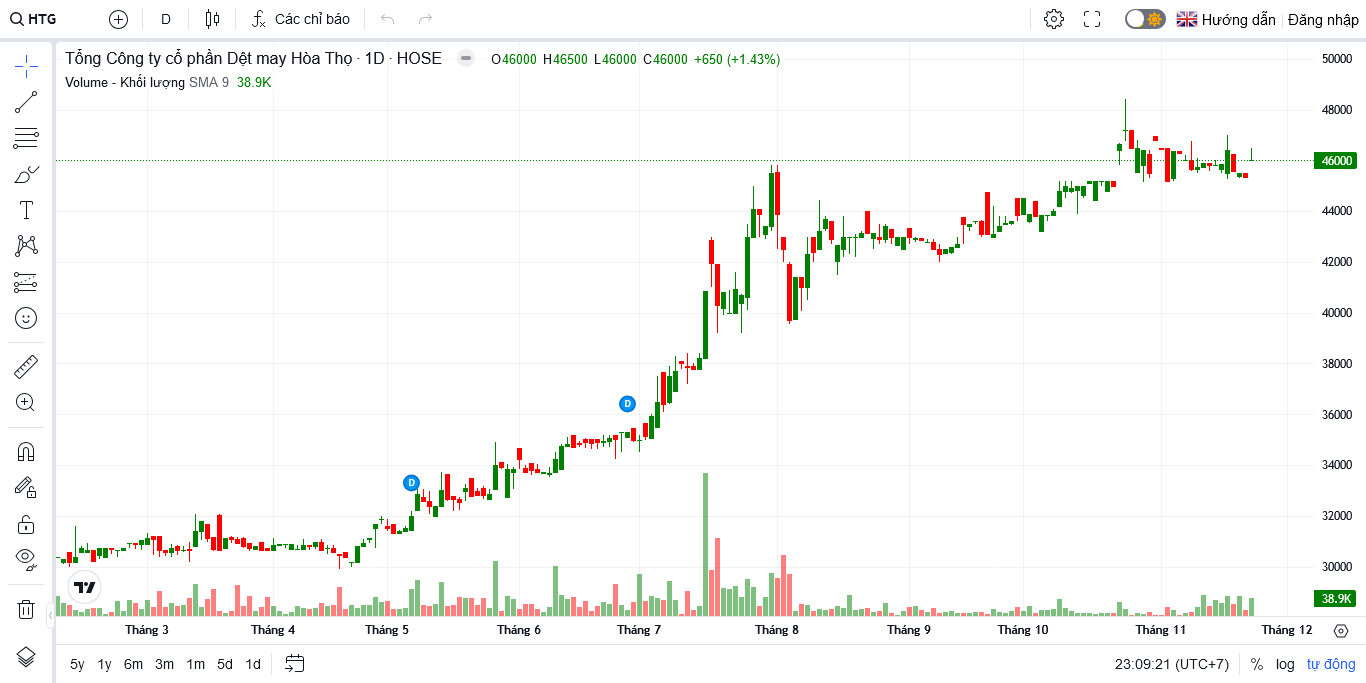 HTG D Các chỉ báo Hướng dẫn Đăng nhập
Tổng Công ty cổ phần Dệt may Hòa Thọ · 1D · HOSE O46000 H46500 L46000 C46000 +650 (+1.43%)
Volume - Khối lượng SMA 9 38.9K
50000
48000
46000
44000
42000
40000
38000
36000
34000
32000
30000
38.9K
D
D
T
Tháng 3 Tháng 4 Tháng 5 Tháng 6 Tháng 7 Tháng 8 Tháng 9 Tháng 10 Tháng 11 Tháng 12
5y 1y 6m 3m 1m 5d 1d 23:09:21 (UTC+7) % log tự động